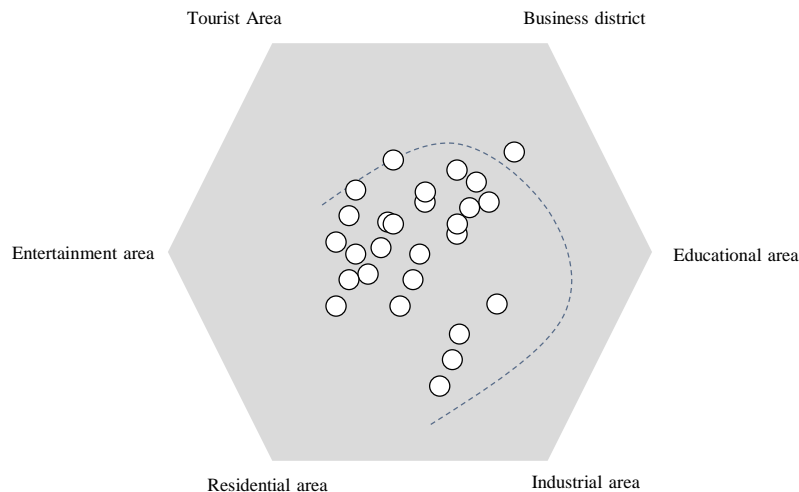 Tourist Area
Business district
Entertainment area
Educational area
Residential area
Industrial area